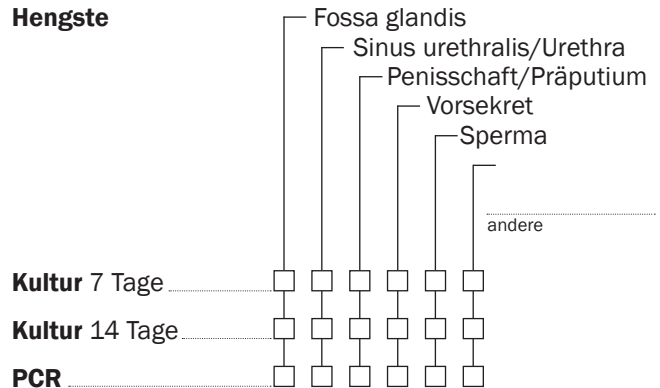 Hengste
Fossa glandis
Sinus urethralis/Urethra
Penisschaft/Präputium
Vorsekret
Sperma
andere
Kultur 7 Tage
Kultur 14 Tage
PCR